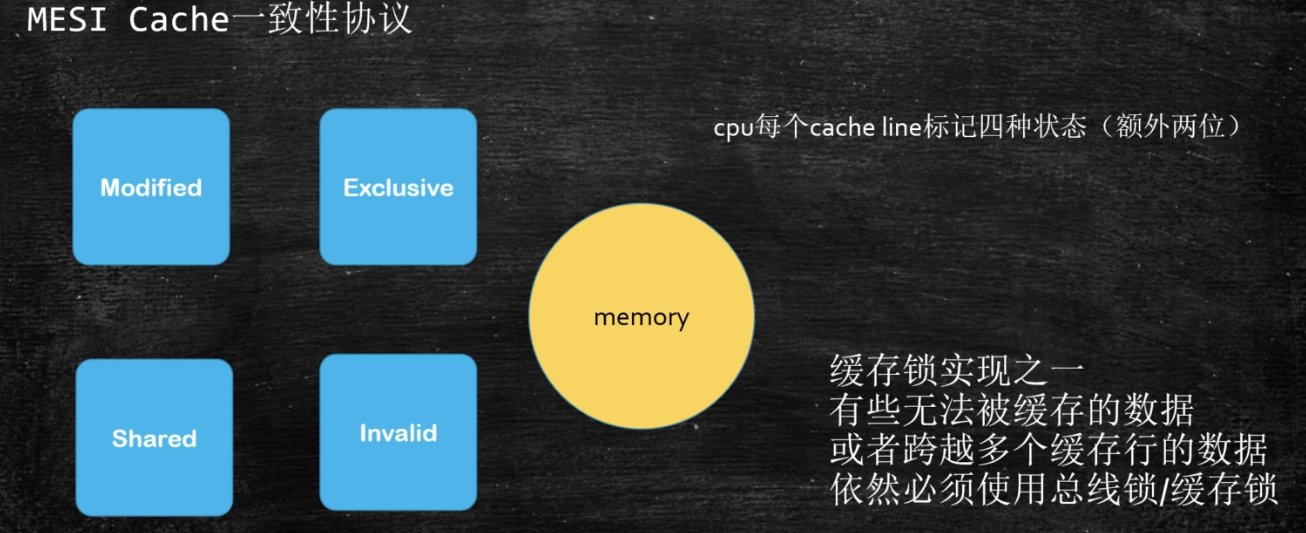 MESI Cache一致性协议
cpu每个cache line标记四种状态（额外两位）
Modified
Exclusive
memory
Shared
Invalid
缓存锁实现之一
有些无法被缓存的数据
或者跨越多个缓存行的数据
依然必须使用总线锁/缓存锁